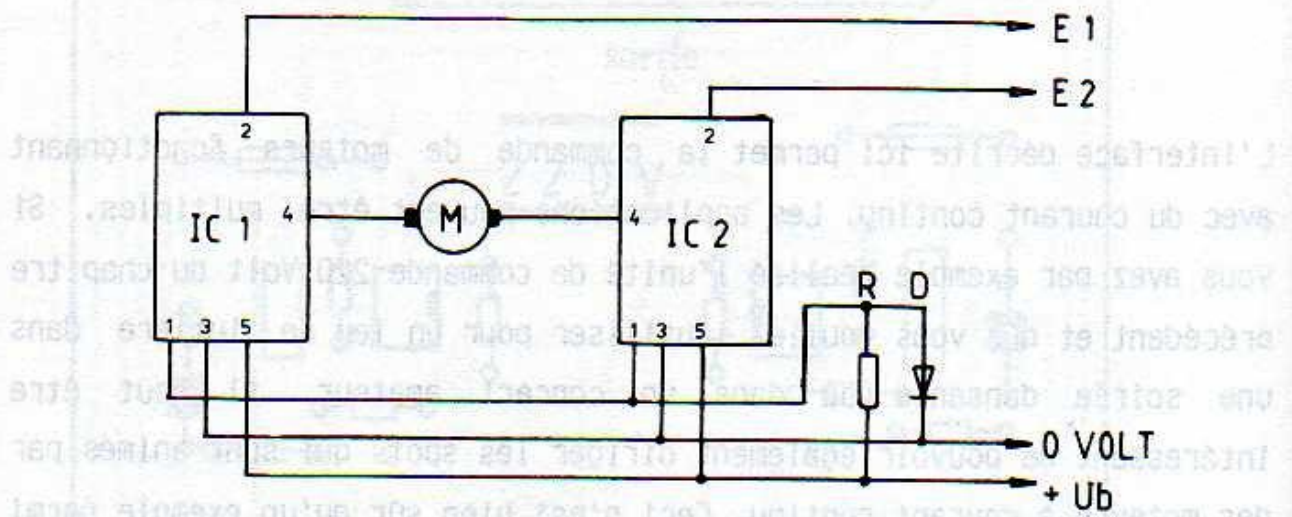 E 1
E 2
2
2
L'interface décrite ici permet la commande de moteurs fonctionnant
4
M
4
avec du courant continu. Les applications peuvent être multiples. Si
IC 1
IC 2
vous avez par exemple réalisé l'unité de commande 220 Volt du chapitre
R D
1 3 5
1 3 5
précédent et que vous voulez l'utiliser pour un jeu de lumière dans
une soirée dansante ou dans un concert amateur, il peut être
0 VOLT
intéressant de pouvoir également diriger les spots qui sont animés par
+ Ub
des moteurs à courant continu. Ceci n'est bien sûr qu'un exemple parmi